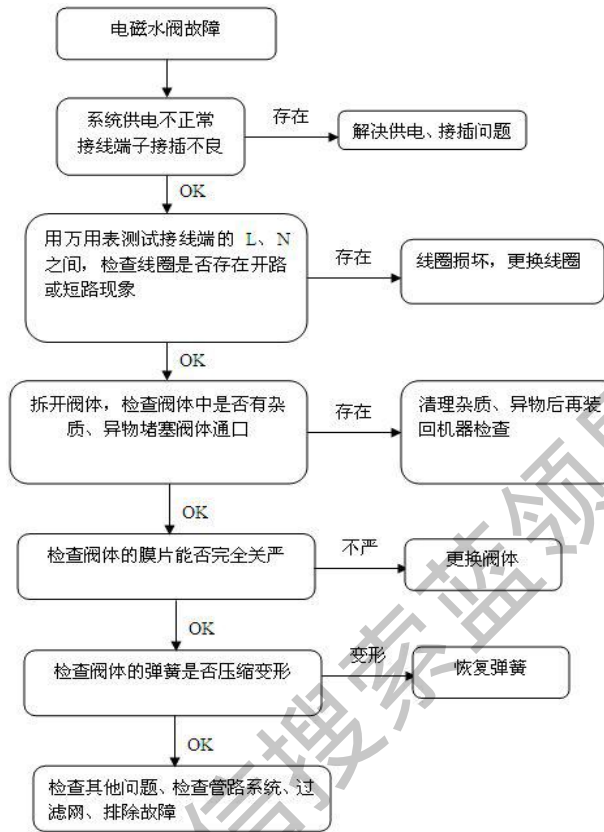 电磁水阀故障
系统供电不正常
接线端子接插不良
存在
解决供电、接插问题
OK
用万用表测试接线端的 L、N
之间，检查线圈是否存在开路
或短路现象
存在
线圈损坏，更换线圈
OK
拆开阀体，检查阀体中是否有杂
质、异物堵塞阀体通口
存在
清理杂质、异物后再装
回机器检查
OK
检查阀体的膜片能否完全关严
不严
更换阀体
OK
检查阀体的弹簧是否压缩变形
变形
恢复弹簧
OK
检查其他问题、检查管路系统、过
滤网、排除故障
信搜索蓝领